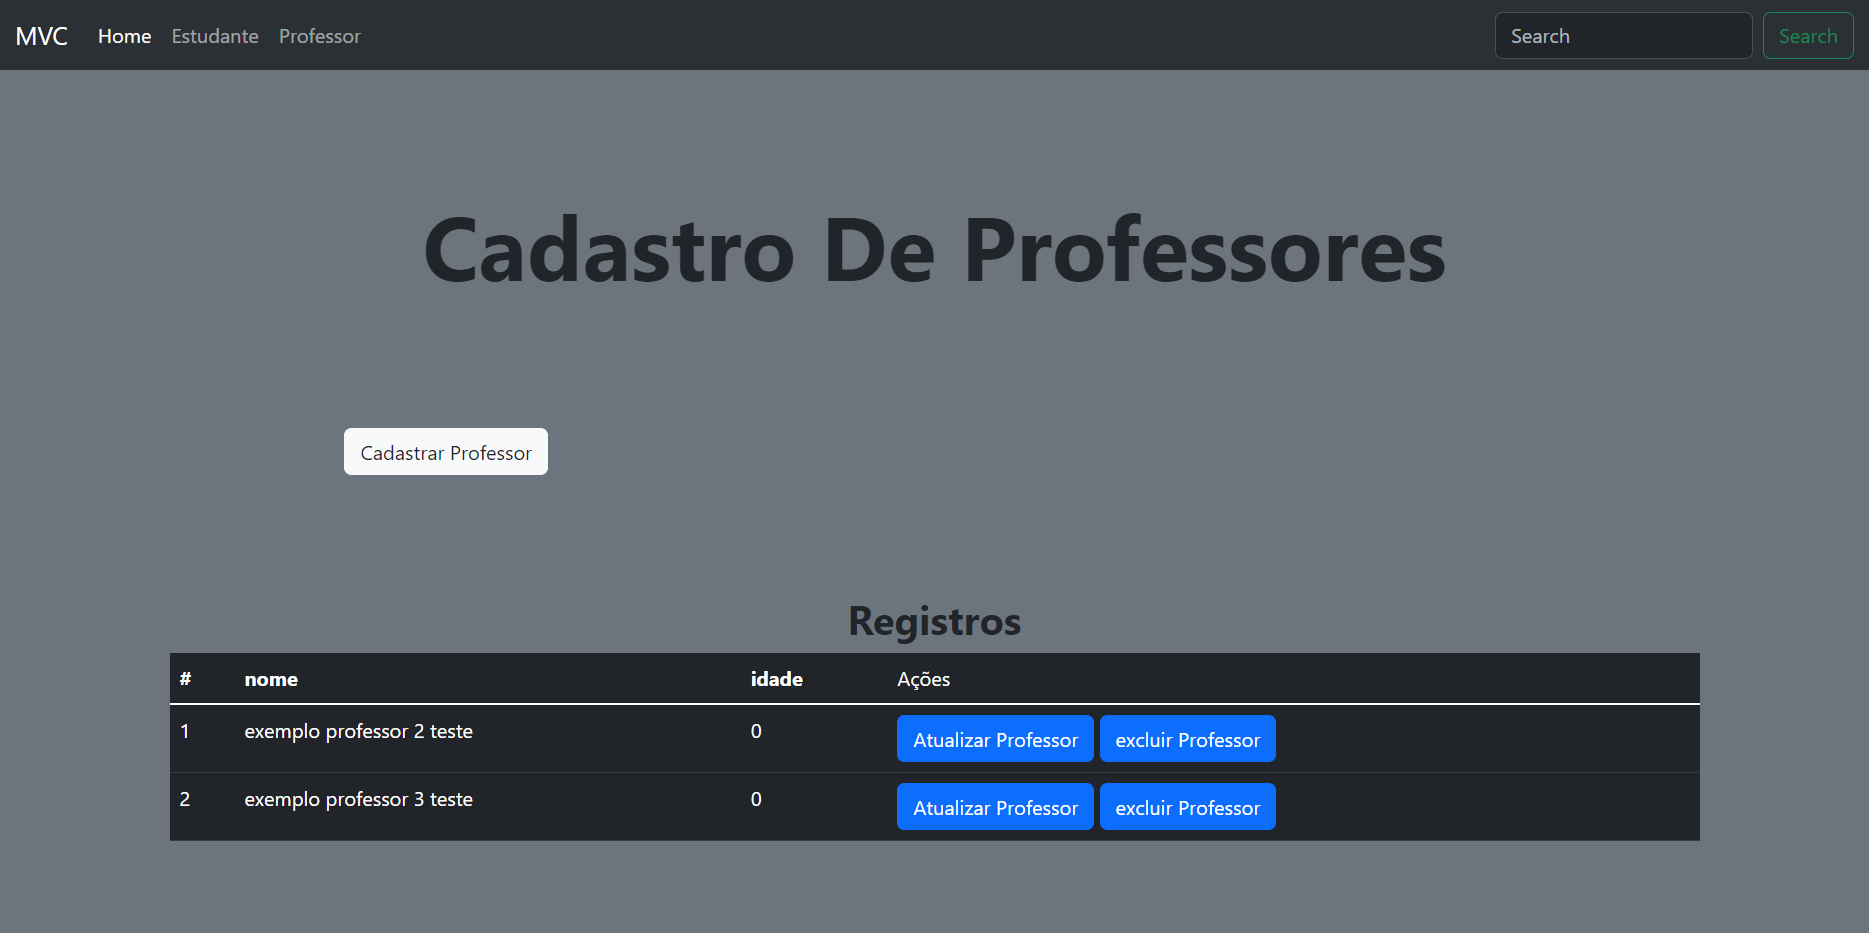 MVC Home Estudante Professor Search Search
Cadastro De Professores
Cadastrar Professor
Registros
# nome idade Ações
1 exemplo professor 2 teste 0 Atualizar Professor excluir Professor
2 exemplo professor 3 teste 0 Atualizar Professor excluir Professor